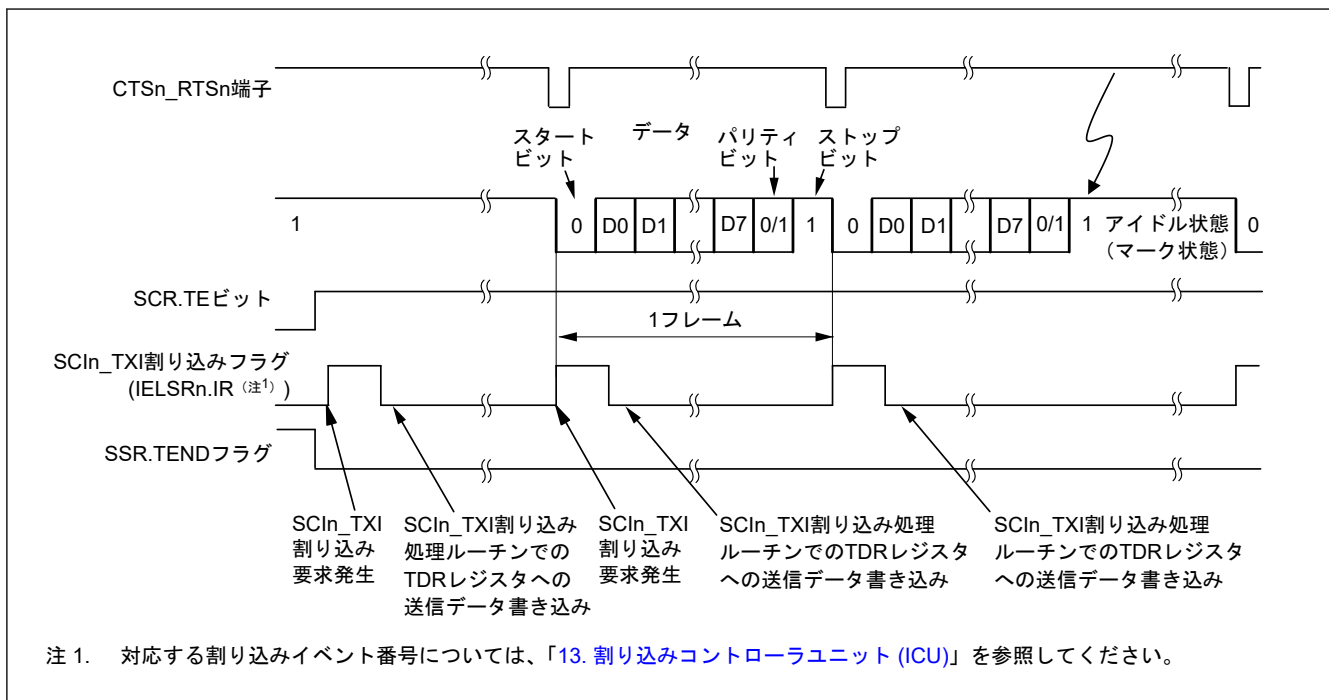 CTSn_RTSn端子
データ
スタート
ビット
パリティ
ビット
ストップ
ビット
1
0
D0
D1
D7
0/1
1
0
D0
D1
D7
0/1
1
アイドル状態
（マーク状態）
0
SCR.TEビット
1フレーム
SCIn_TXI割り込みフラグ
(IELSRn.IR（注1）)
SSR.TENDフラグ
SCIn_TXI
割り込み
要求発生
SCIn_TXI割り込み
処理ルーチンでの
TDRレジスタへの
送信データ書き込み
SCIn_TXI
割り込み
要求発生
SCIn_TXI割り込み処理
ルーチンでのTDRレジスタ
への送信データ書き込み
SCIn_TXI割り込み処理
ルーチンでのTDRレジスタ
への送信データ書き込み
注 1. 対応する割り込みイベント番号については、「13. 割り込みコントローラユニット (ICU)」を参照してください。